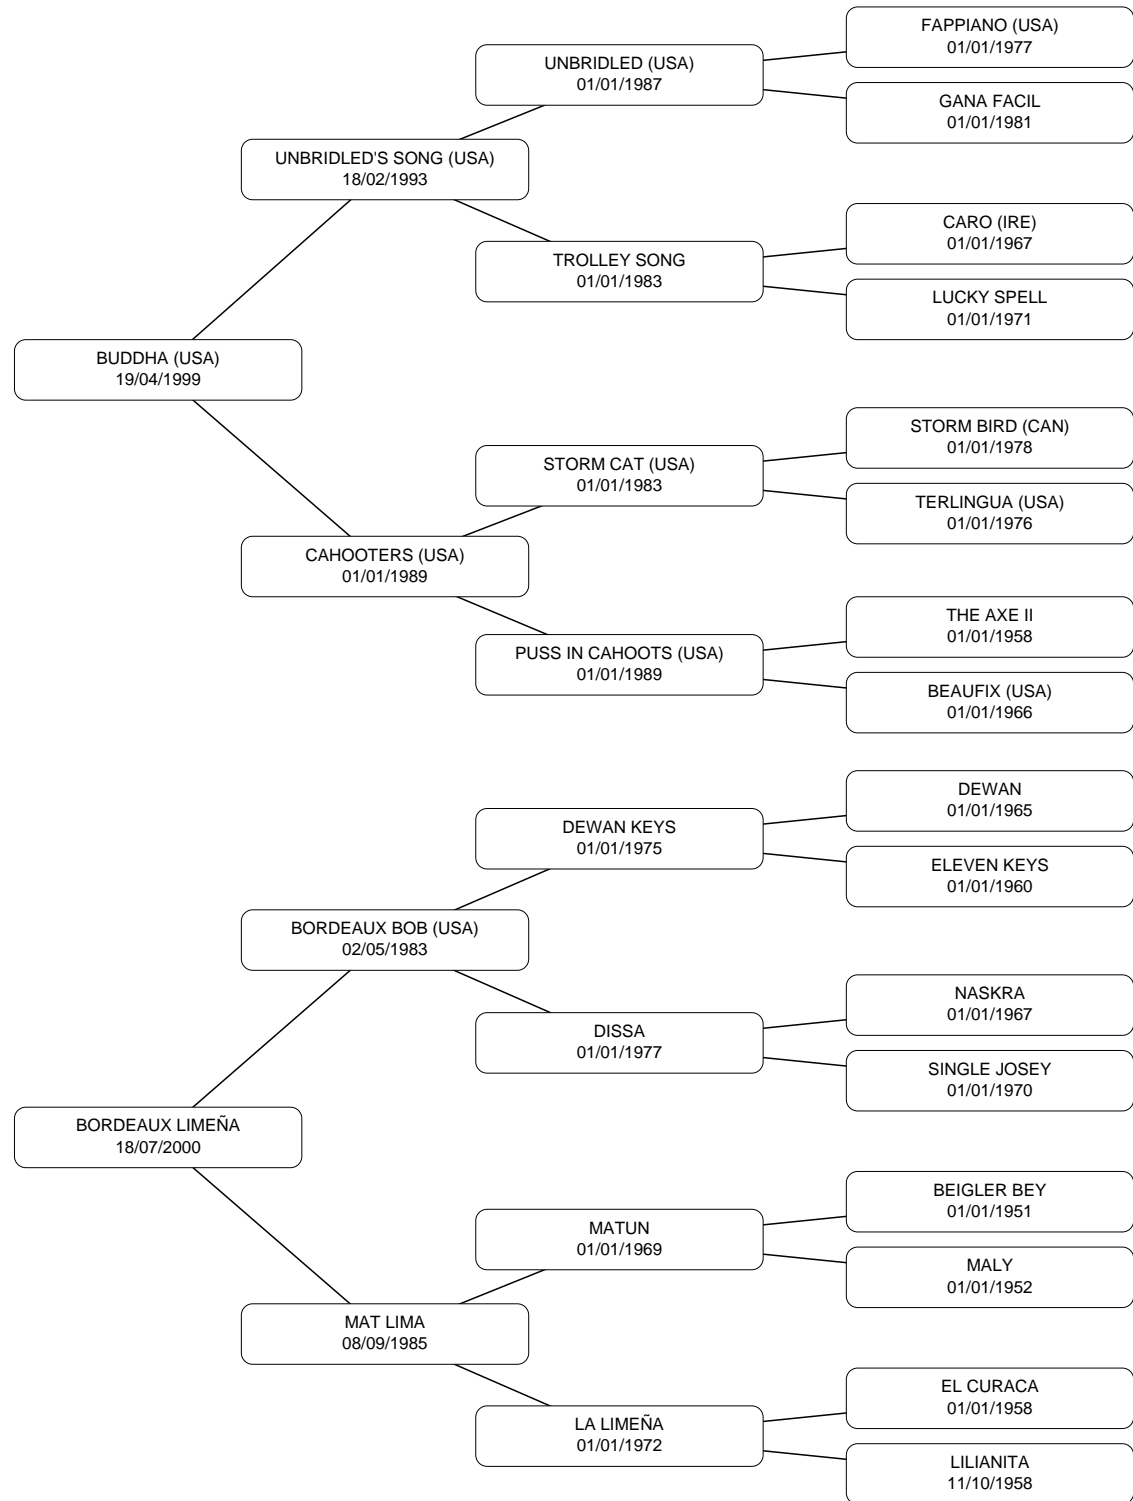 FAPPIANO (USA)
01/01/1977
UNBRIDLED (USA)
01/01/1987
GANA FACIL
01/01/1981
UNBRIDLED'S SONG (USA)
18/02/1993
CARO (IRE)
01/01/1967
TROLLEY SONG
01/01/1983
LUCKY SPELL
01/01/1971
BUDDHA (USA)
19/04/1999
STORM BIRD (CAN)
01/01/1978
STORM CAT (USA)
01/01/1983
TERLINGUA (USA)
01/01/1976
CAHOOTERS (USA)
01/01/1989
THE AXE II
01/01/1958
PUSS IN CAHOOTS (USA)
01/01/1989
BEAUFIX (USA)
01/01/1966
DEWAN
01/01/1965
DEWAN KEYS
01/01/1975
ELEVEN KEYS
01/01/1960
BORDEAUX BOB (USA)
02/05/1983
NASKRA
01/01/1967
DISSA
01/01/1977
SINGLE JOSEY
01/01/1970
BORDEAUX LIMEÑA
18/07/2000
BEIGLER BEY
01/01/1951
MATUN
01/01/1969
MALY
01/01/1952
MAT LIMA
08/09/1985
EL CURACA
01/01/1958
LA LIMEÑA
01/01/1972
LILIANITA
11/10/1958